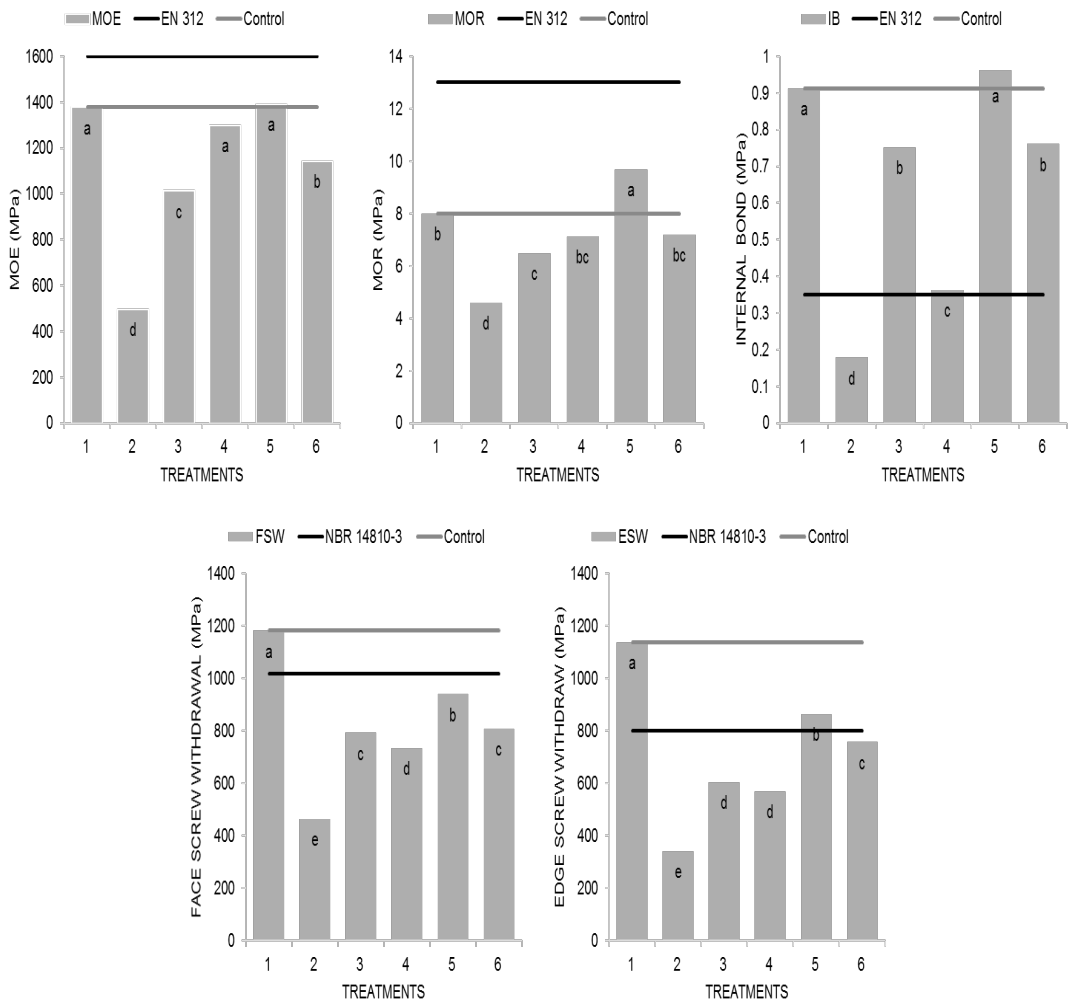 MOE EN 312 Control
MOE (MPa)
1600
1400
1200
1000
800
600
400
200
0
a
d
c
a
a
b
1 2 3 4 5 6
TREATMENTS
MOR EN 312 Control
MOR (MPa)
14
12
10
8
6
4
2
0
b
d
c
bc
a
bc
1 2 3 4 5 6
TREATMENTS
IB EN 312 Control
INTERNAL BOND (MPa)
1
0.9
0.8
0.7
0.6
0.5
0.4
0.3
0.2
0.1
0
a
d
b
c
a
b
1 2 3 4 5 6
TREATMENTS
FSW NBR 14810-3 Control
FACE SCREW WITHDRAWAL (MPa)
1400
1200
1000
800
600
400
200
0
a
e
c
d
b
c
1 2 3 4 5 6
TREATMENTS
ESW NBR 14810-3 Control
EDGE SCREW WITHDRAW (MPa)
1400
1200
1000
800
600
400
200
0
a
e
d
d
b
c
1 2 3 4 5 6
TREATMENTS